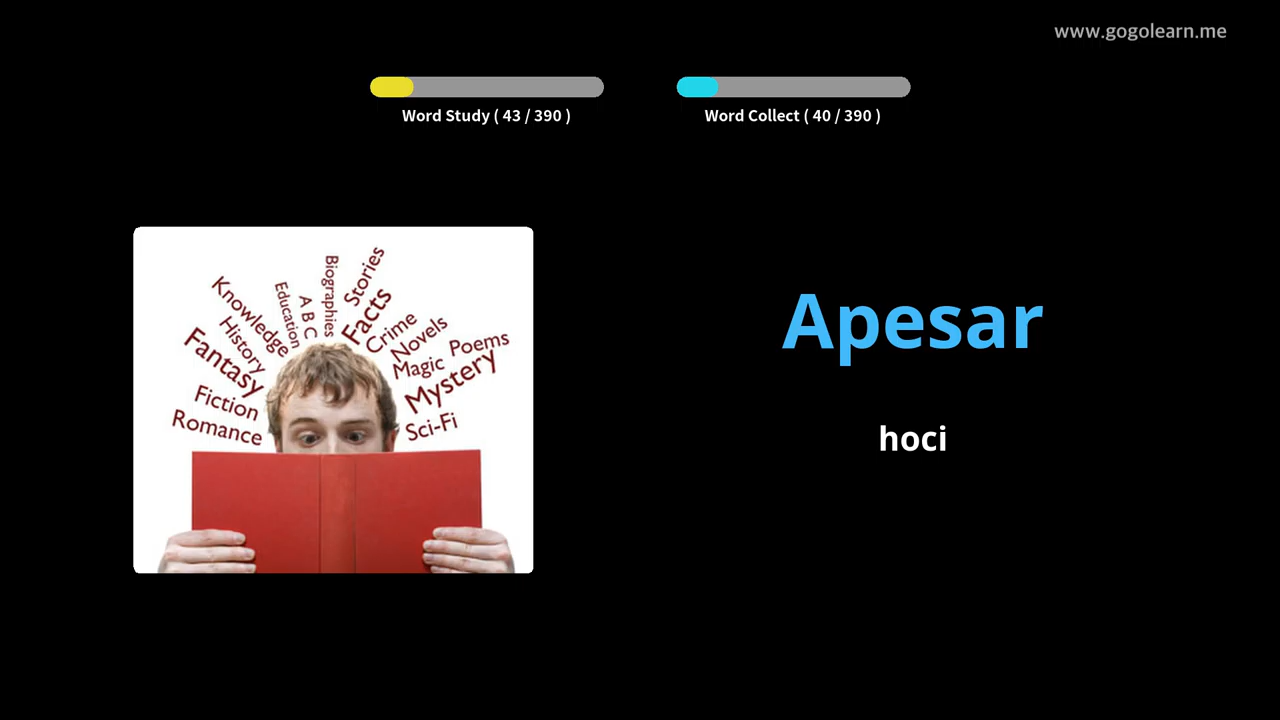 www.gogolearn.me
Word Study ( 43 / 390 )
Word Collect ( 40 / 390 )
Romance
Fiction
Fantasy
History
Knowledge
Education
A B C
Biographies
Stories
Facts
Crime
Novels
Magic
Poems
Mystery
Sci-Fi
Apesar
hoci